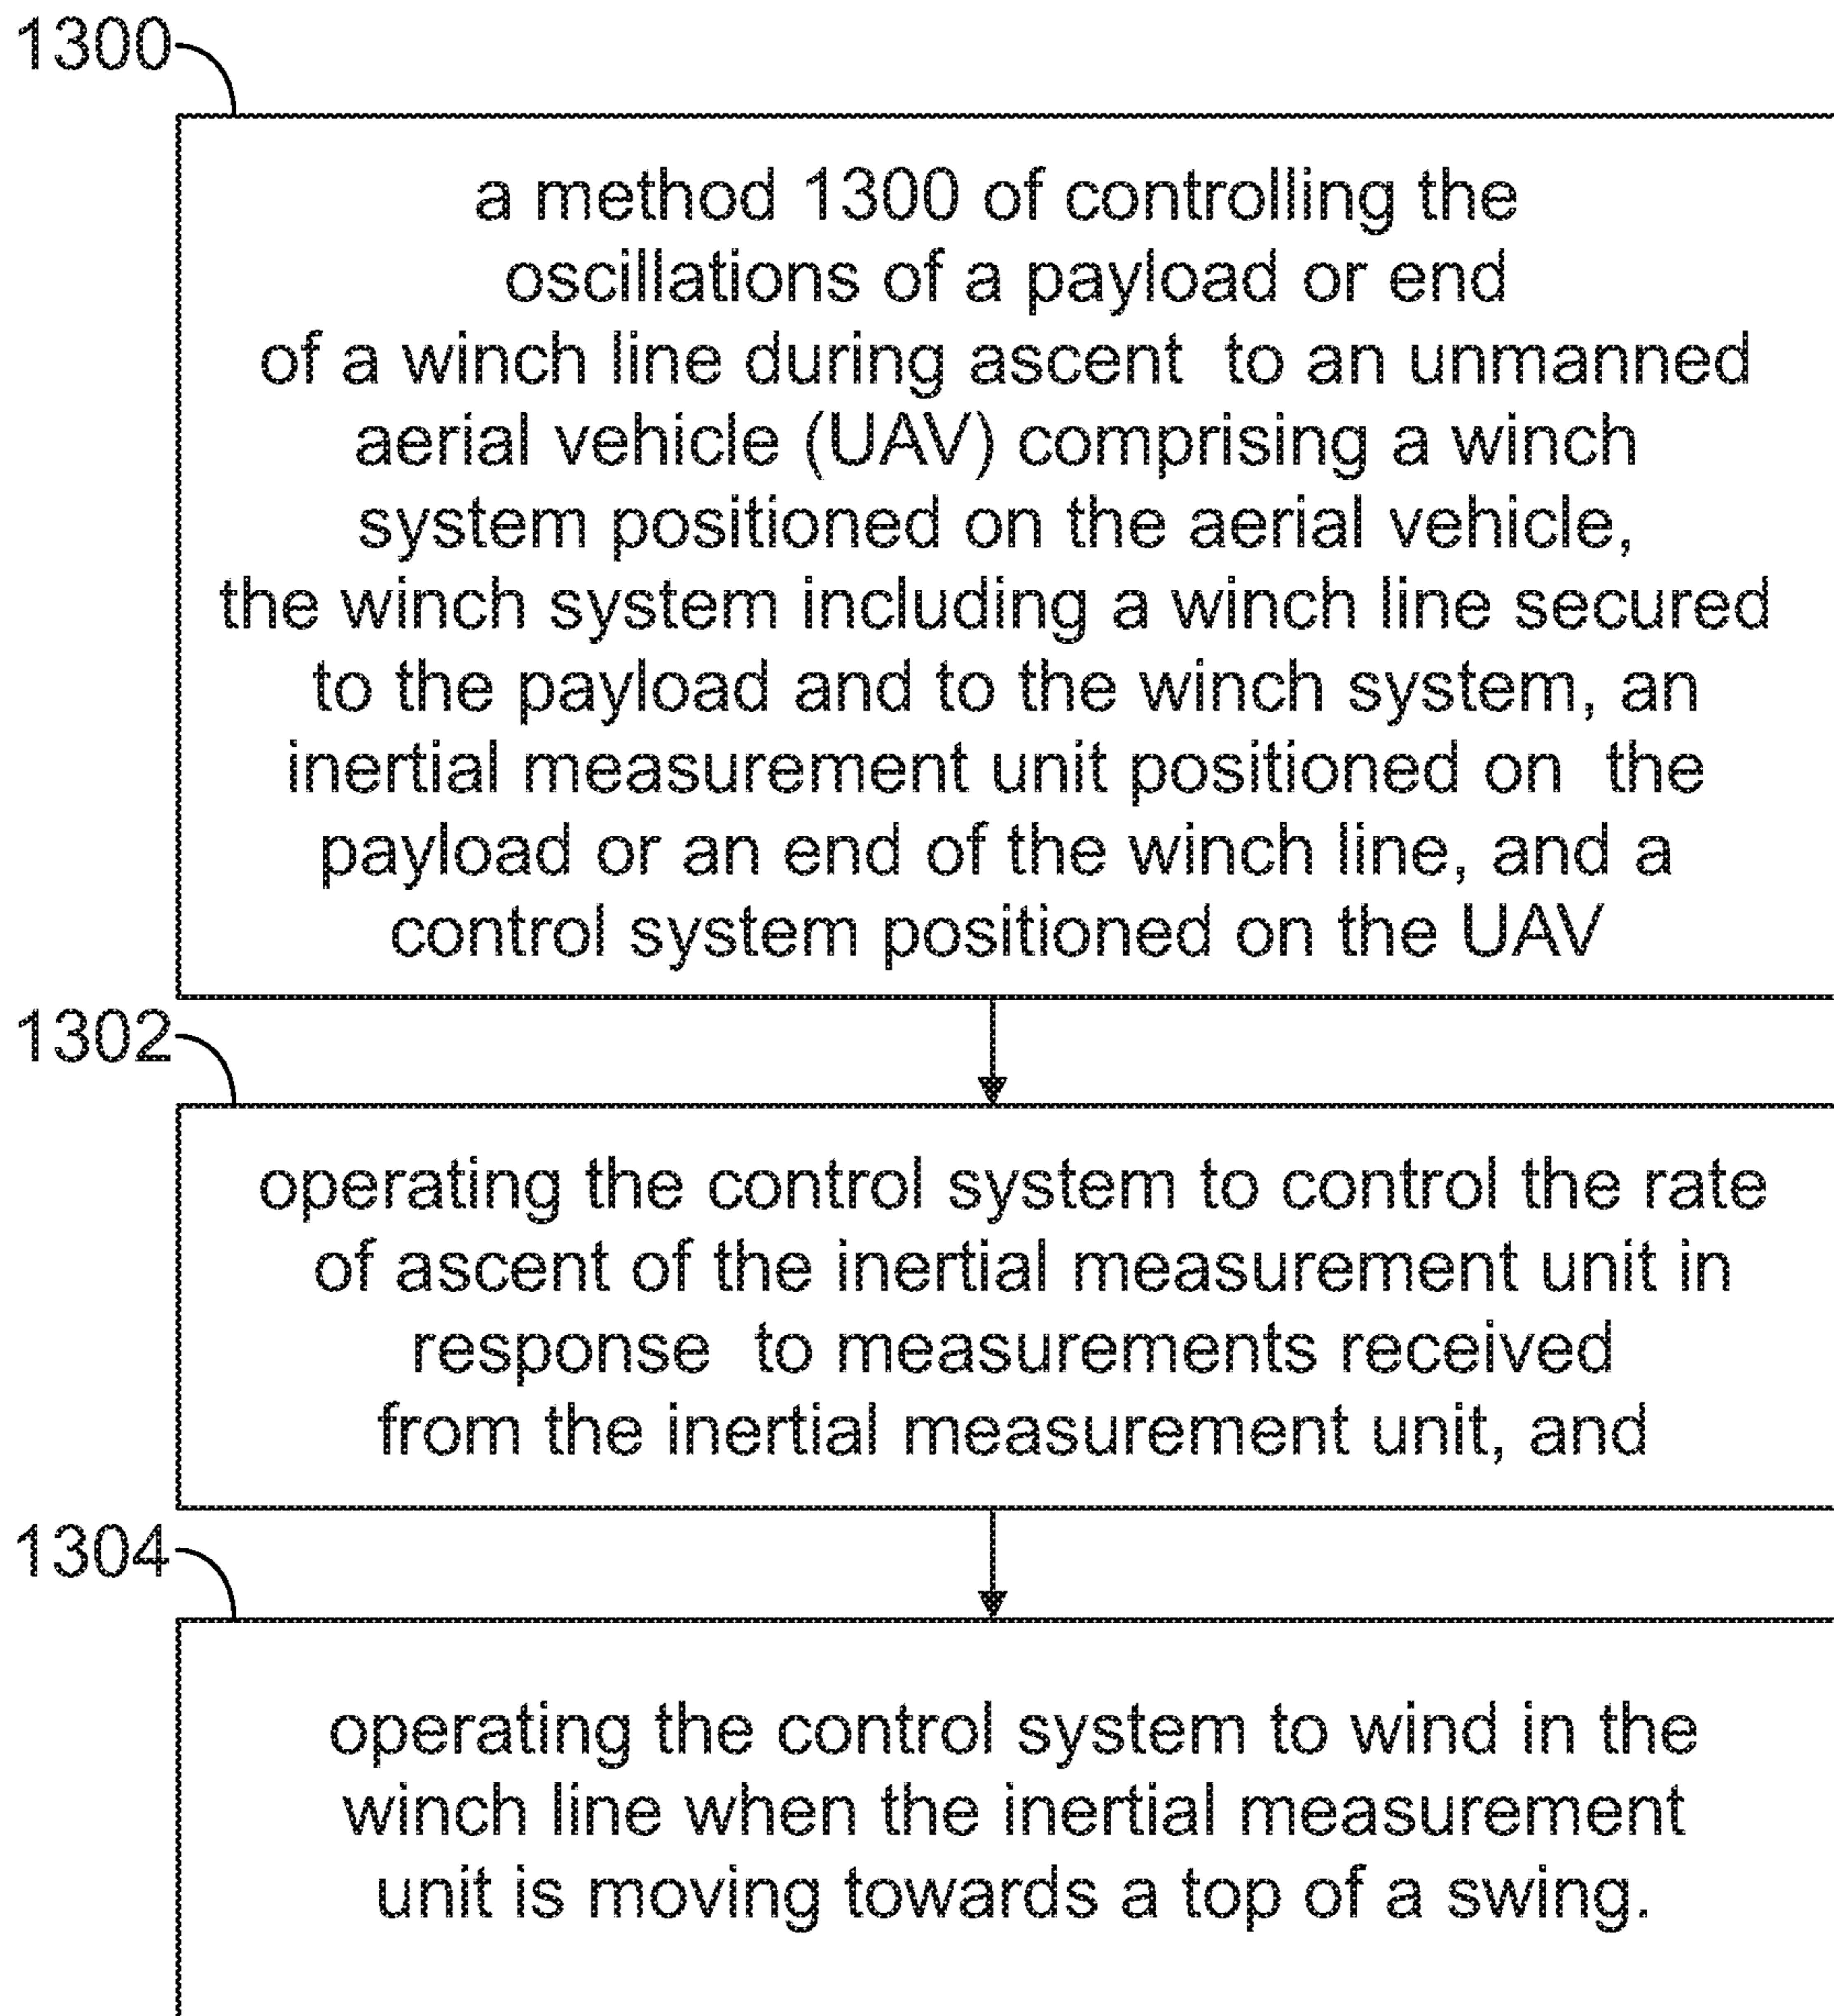 1300
a method 1300 of controlling the
oscillations of a payload or end
of a winch line during ascent to an unmanned
aerial vehicle (UAV) comprising a winch
system positioned on the aerial vehicle,
the winch system including a winch line secured
to the payload and to the winch system, an
inertial measurement unit positioned on the
payload or an end of the winch line, and a
control system positioned on the UAV
1302
operating the control system to control the rate
of ascent of the inertial measurement unit in
response to measurements received
from the inertial measurement unit, and
1304
operating the control system to wind in the
winch line when the inertial measurement
unit is moving towards a top of a swing.